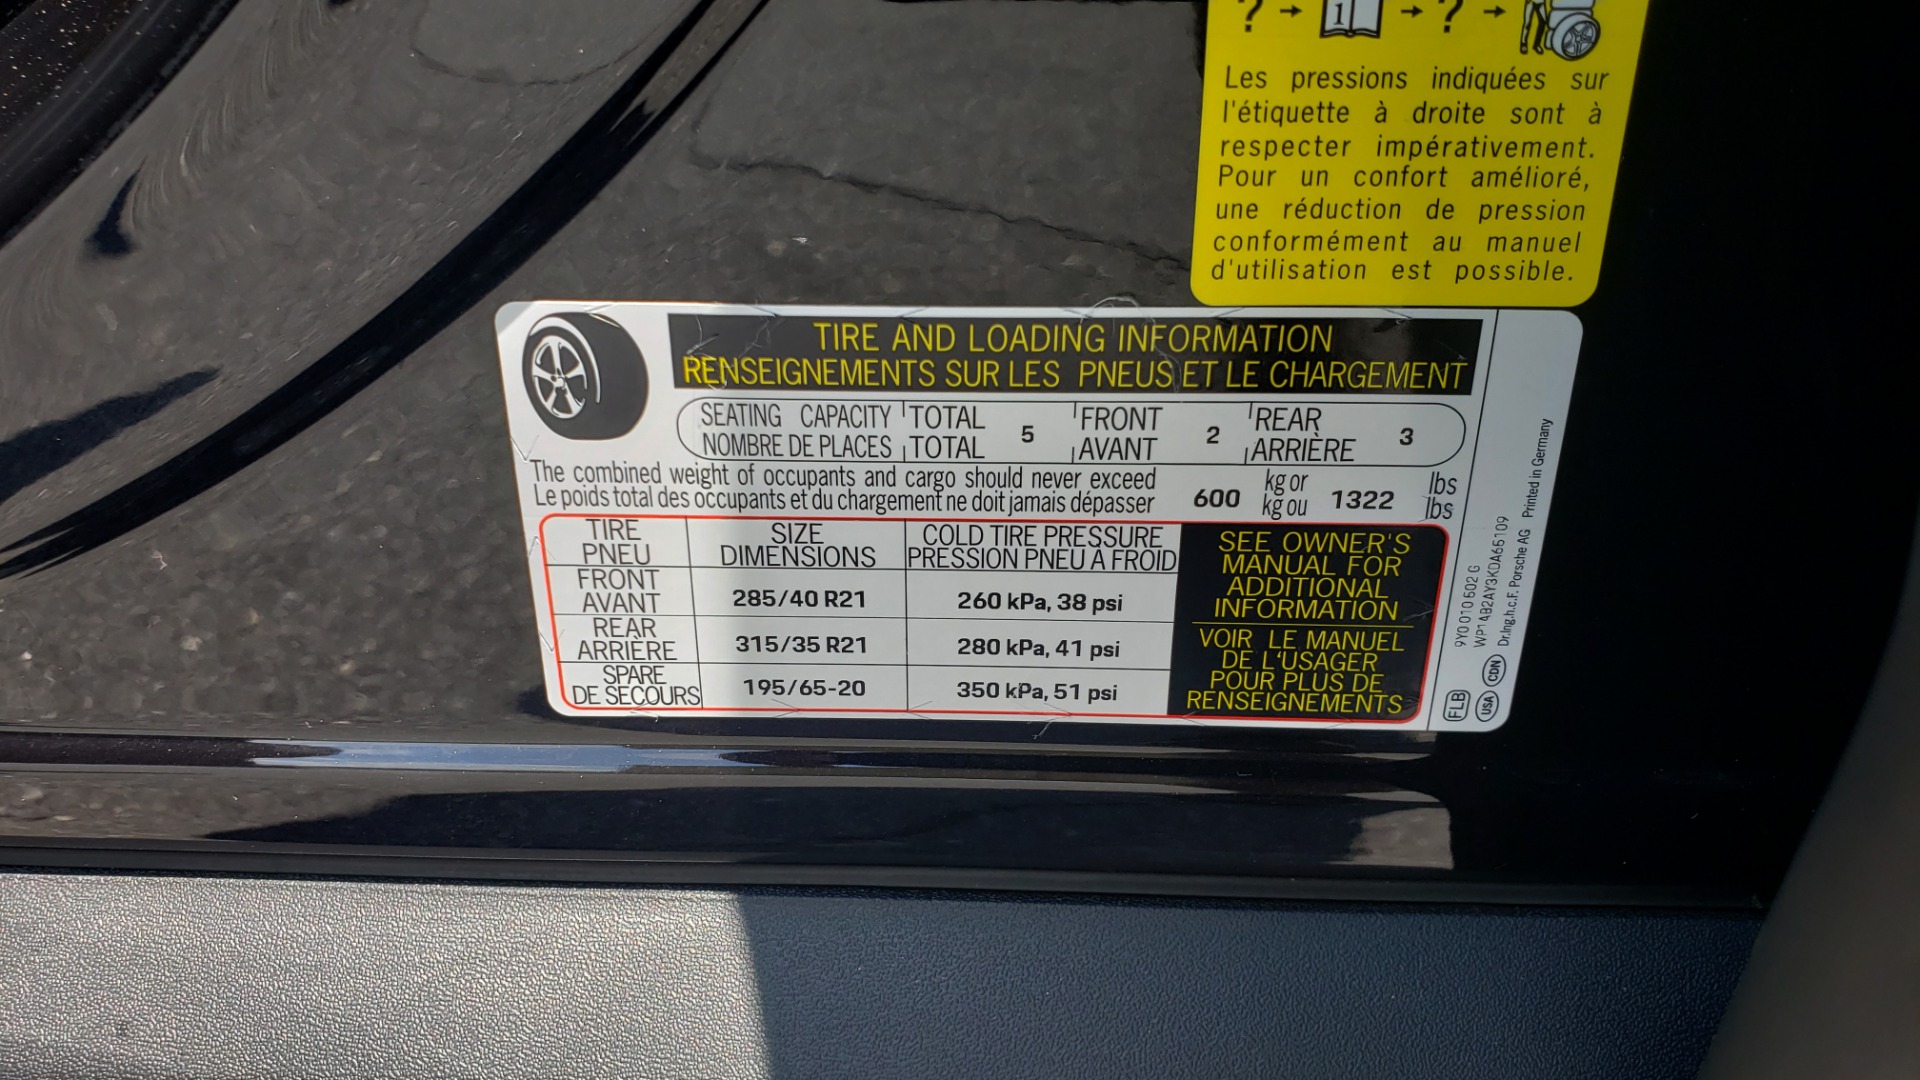 ? → 1 → ? →
Les pressions indiquées sur
l'étiquette à droite sont à
respecter impérativement.
Pour un confort amélioré,
une réduction de pression
conformément au manuel
d'utilisation est possible.
TIRE AND LOADING INFORMATION
RENSEIGNEMENTS SUR LES PNEUS ET LE CHARGEMENT
SEATING CAPACITY TOTAL 5 FRONT 2 REAR 3
NOMBRE DE PLACES TOTAL AVANT ARRIÈRE
The combined weight of occupants and cargo should never exceed 600 kg or 1322 lbs
Le poids total des occupants et du chargement ne doit jamais dépasser kg ou lbs
TIRE SIZE COLD TIRE PRESSURE
PNEU DIMENSIONS PRESSION PNEU À FROID
FRONT
AVANT 285/40 R21 260 kPa, 38 psi
REAR
ARRIÈRE 315/35 R21 280 kPa, 41 psi
SPARE
DE SECOURS 195/65-20 350 kPa, 51 psi
SEE OWNER'S
MANUAL FOR
ADDITIONAL
INFORMATION
VOIR LE MANUEL
DE L'USAGER
POUR PLUS DE
RENSEIGNEMENTS
9Y0 010 502 G
WP1AB2AY3KDA65109
Dr.Ing.h.c.F. Porsche AG Printed in Germany
FLB USA CDN